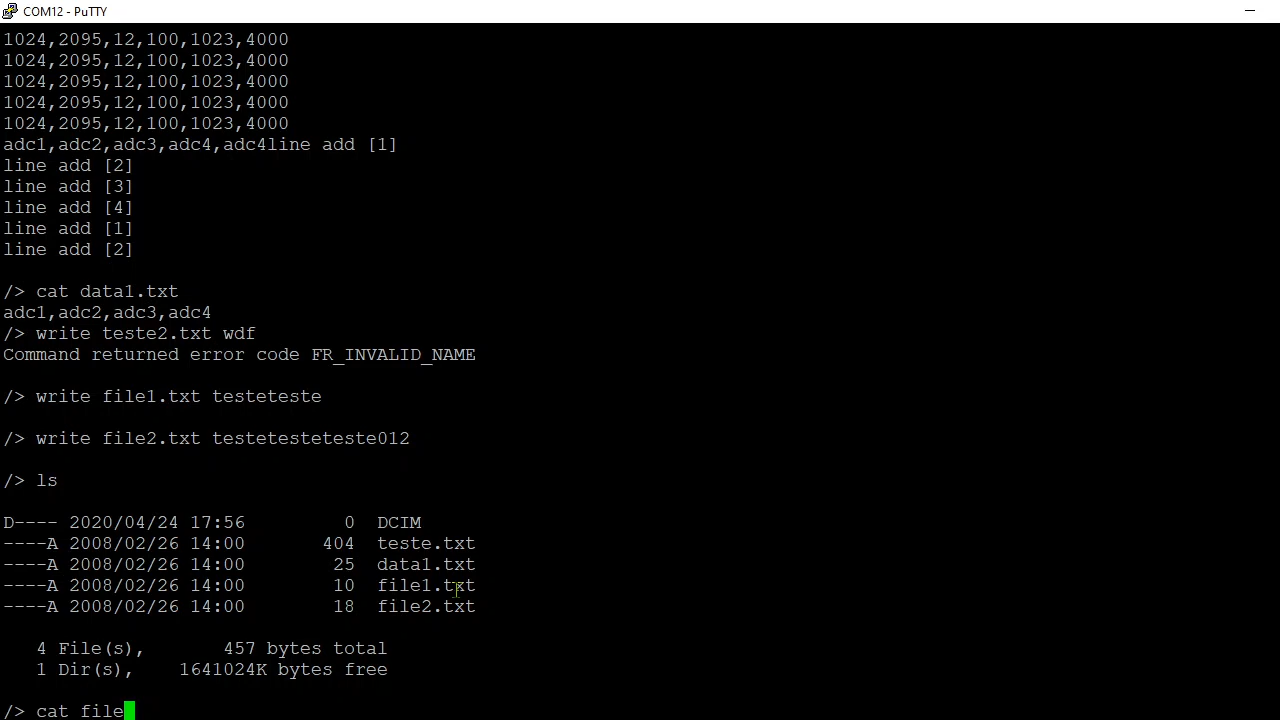 COM12 - PuTTY
1024,2095,12,100,1023,4000
1024,2095,12,100,1023,4000
1024,2095,12,100,1023,4000
1024,2095,12,100,1023,4000
1024,2095,12,100,1023,4000
adc1,adc2,adc3,adc4,adc4line add [1]
line add [2]
line add [3]
line add [4]
line add [1]
line add [2]
/> cat data1.txt
adc1,adc2,adc3,adc4
/> write teste2.txt wdf
Command returned error code FR_INVALID_NAME
/> write file1.txt testeteste
/> write file2.txt testetesteteste012
/> ls
D---- 2020/04/24 17:56         0  DCIM
----A 2008/02/26 14:00       404  teste.txt
----A 2008/02/26 14:00        25  data1.txt
----A 2008/02/26 14:00        10  file1.txt
----A 2008/02/26 14:00        18  file2.txt
   4 File(s),       457 bytes total
   1 Dir(s),    1641024K bytes free
/> cat file